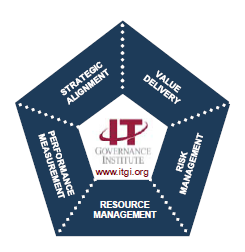 STRATEGIC
ALIGNMENT
VALUE
DELIVERY
PERFORMANCE
MEASUREMENT
IT
GOVERNANCE
INSTITUTE
www.itgi.org
RISK
MANAGEMENT
RESOURCE
MANAGEMENT